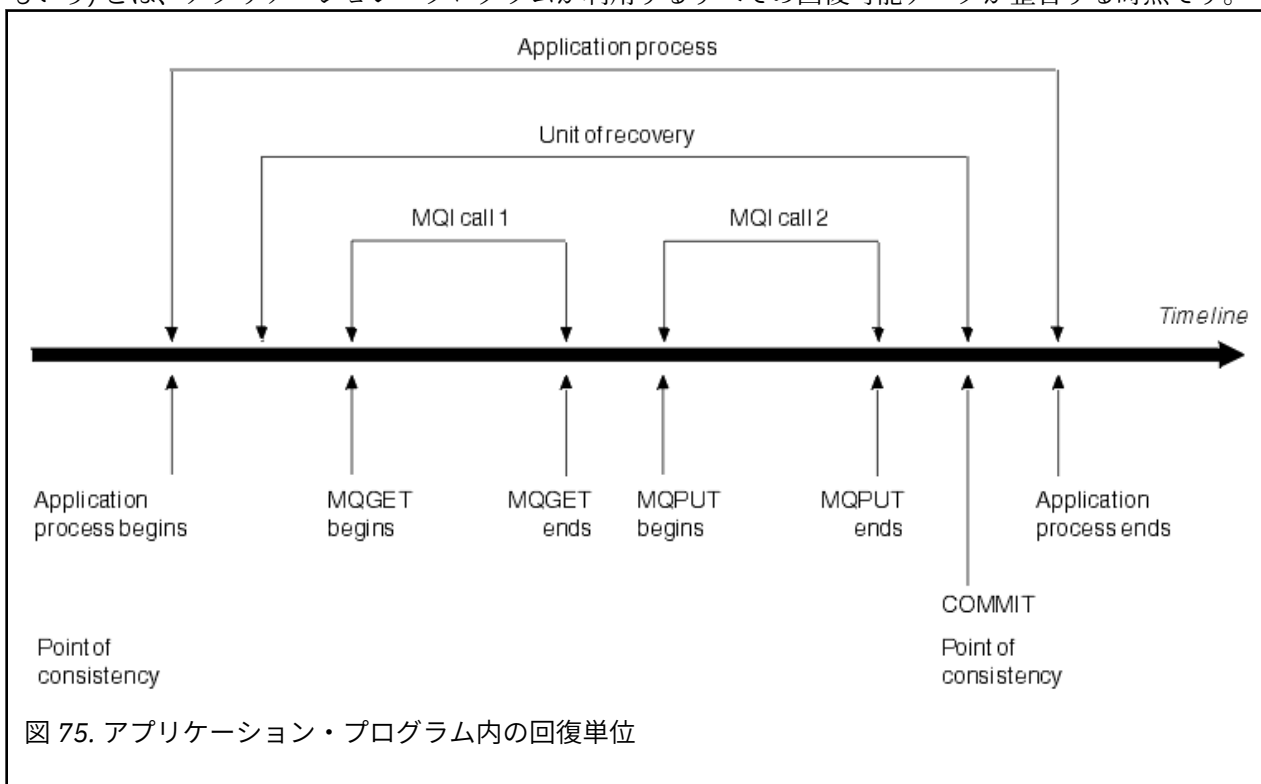 Application process
Unit of recovery
MQI call 1
MQI call 2
Timeline
Application
process begins
MQGET
begins
MQGET
ends
MQPUT
begins
MQPUT
ends
Application
process ends
COMMIT
Point of
consistency
Point of
consistency
図 75. アプリケーション・プログラム内の回復単位